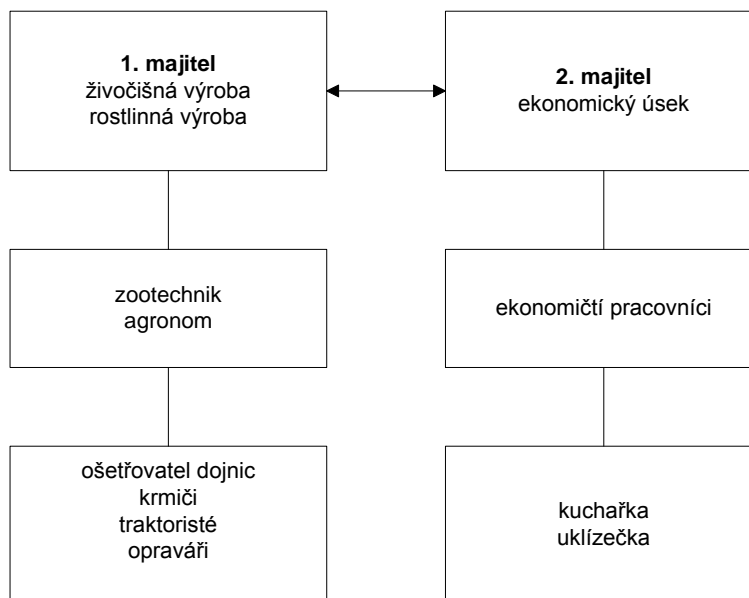 1. majitel
živočišná výroba
rostlinná výroba
2. majitel
ekonomický úsek
zootechnik
agronom
ekonomičtí pracovníci
ošetřovatel dojnic
krmiči
traktoristé
opraváři
kuchařka
uklízečka